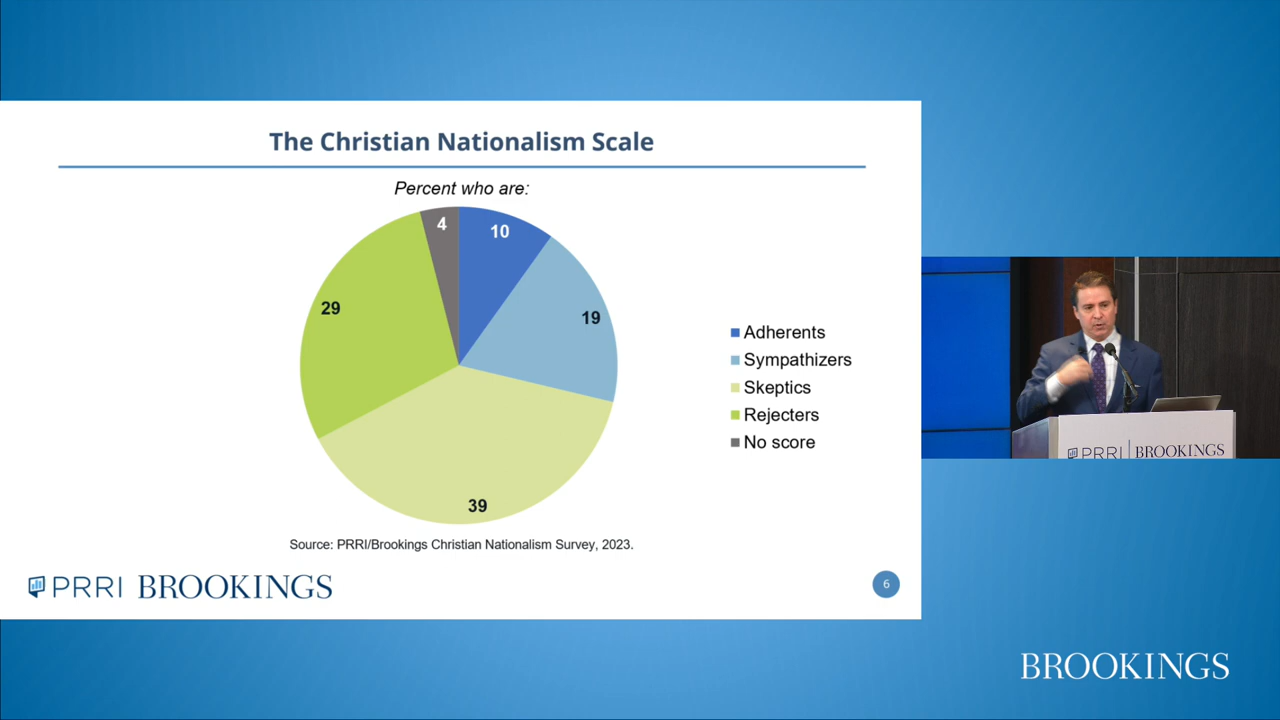 The Christian Nationalism Scale
Percent who are:
4
10
29
19
39
Adherents
Sympathizers
Skeptics
Rejecters
No score
Source: PRRI/Brookings Christian Nationalism Survey, 2023.
PRRI BROOKINGS
6
PRRI BROOKINGS
BROOKINGS